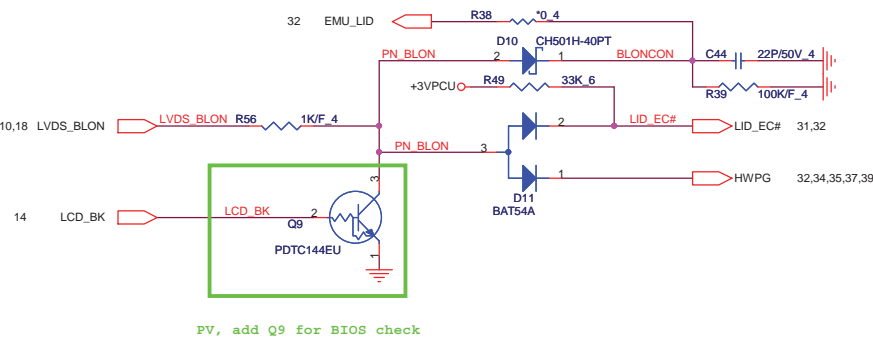 R38 *0_4
32 EMU_LID
D10 CH501H-40PT
PN_BLON 2 1 BLONCON C44 22P/50V_4
R49 33K_6
+3VPCU
R39 100K/F_4
10,18 LVDS_BLON LVDS_BLON R56 1K/F_4
2 LID_EC# LID_EC# 31,32
PN_BLON 3
3 1 HWPG 32,34,35,37,39
D11
BAT54A
14 LCD_BK LCD_BK 2
Q9
PDTC144EU
1
PV, add Q9 for BIOS check